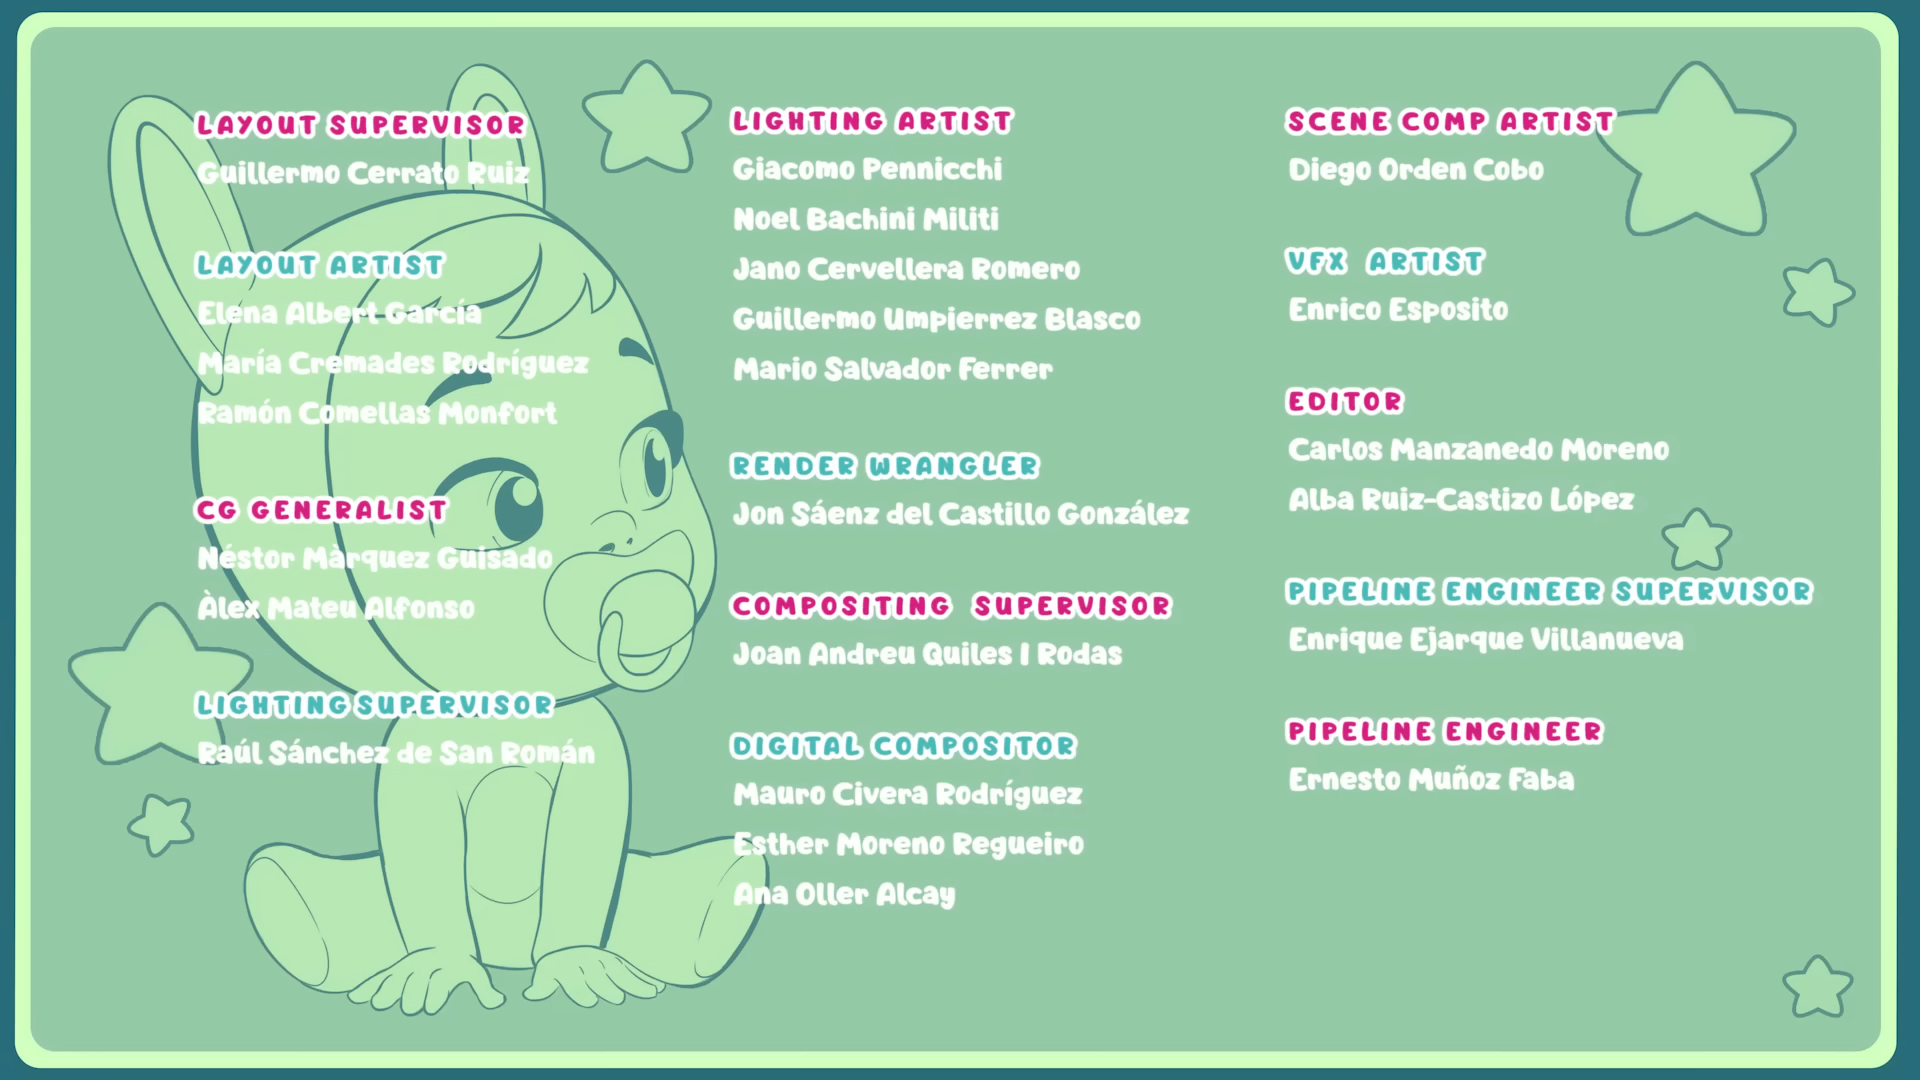 LAYOUT SUPERVISOR
Guillermo Cerrato Ruiz
LAYOUT ARTIST
Elena Albert García
María Cremades Rodríguez
Ramón Comellas Monfort
CG GENERALIST
Néstor Màrquez Guisado
Àlex Mateu Alfonso
LIGHTING SUPERVISOR
Raúl Sánchez de San Román
LIGHTING ARTIST
Giacomo Pennicchi
Noel Bachini Militi
Jano Cervellera Romero
Guillermo Umpierrez Blasco
Mario Salvador Ferrer
RENDER WRANGLER
Jon Sáenz del Castillo González
COMPOSITING SUPERVISOR
Joan Andreu Quiles I Rodas
DIGITAL COMPOSITOR
Mauro Civera Rodríguez
Esther Moreno Regueiro
Ana Oller Alcay
SCENE COMP ARTIST
Diego Orden Cobo
VFX ARTIST
Enrico Esposito
EDITOR
Carlos Manzanedo Moreno
Alba Ruiz-Castizo López
PIPELINE ENGINEER SUPERVISOR
Enrique Ejarque Villanueva
PIPELINE ENGINEER
Ernesto Muñoz Faba